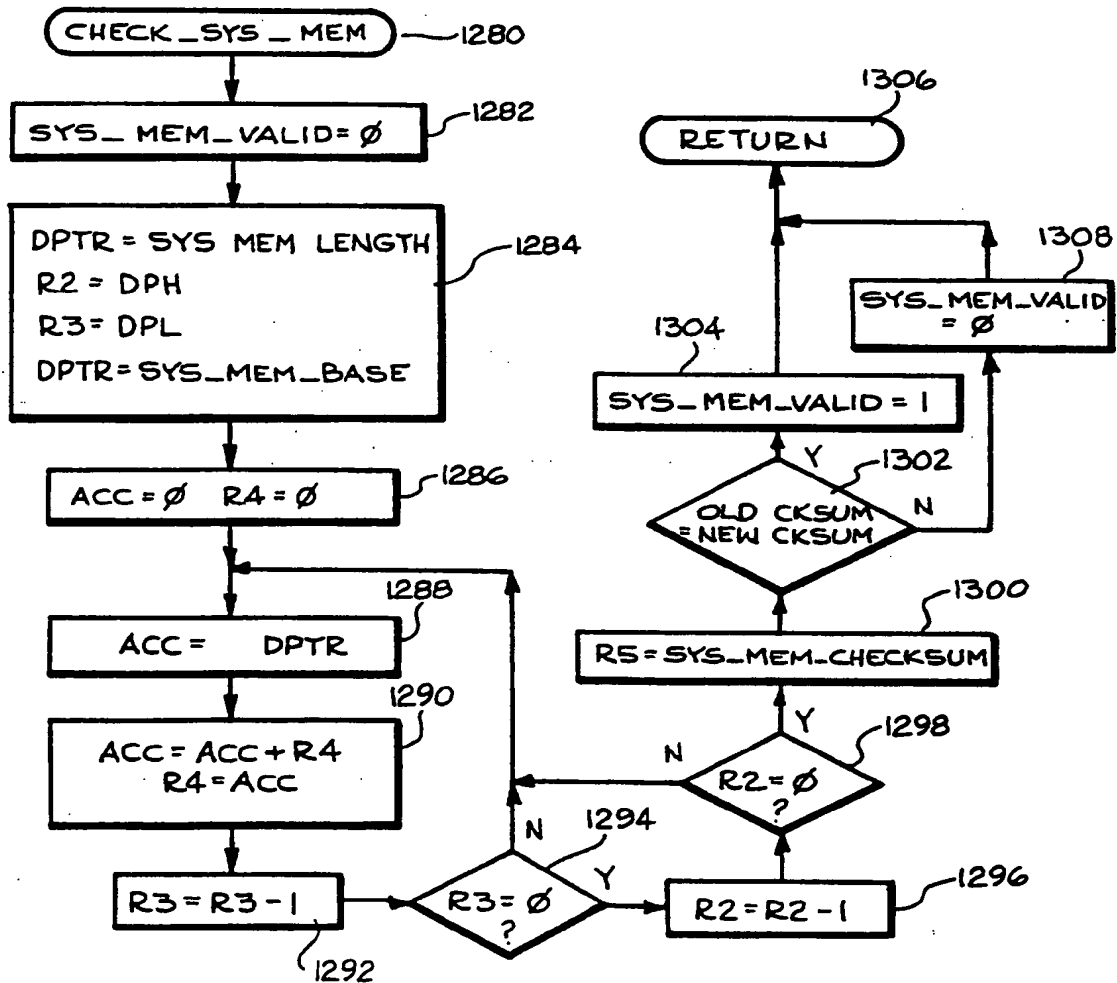 CHECK_SYS_MEM
1280
SYS_MEM_VALID=Ø
1282
DPTR = SYS MEM LENGTH
R2 = DPH
R3 = DPL
DPTR=SYS_MEM_BASE
1284
ACC=Ø R4=Ø
1286
ACC= DPTR
1288
ACC=ACC+R4
R4=ACC
1290
R3=R3-1
1292
R3=Ø
?
1294
N
Y
R2=R2-1
1296
R2=Ø
?
1298
N
Y
R5=SYS_MEM_CHECKSUM
1300
OLD CKSUM
=NEW CKSUM
1302
Y
N
SYS_MEM_VALID = 1
1304
RETURN
1306
SYS_MEM_VALID
= Ø
1308